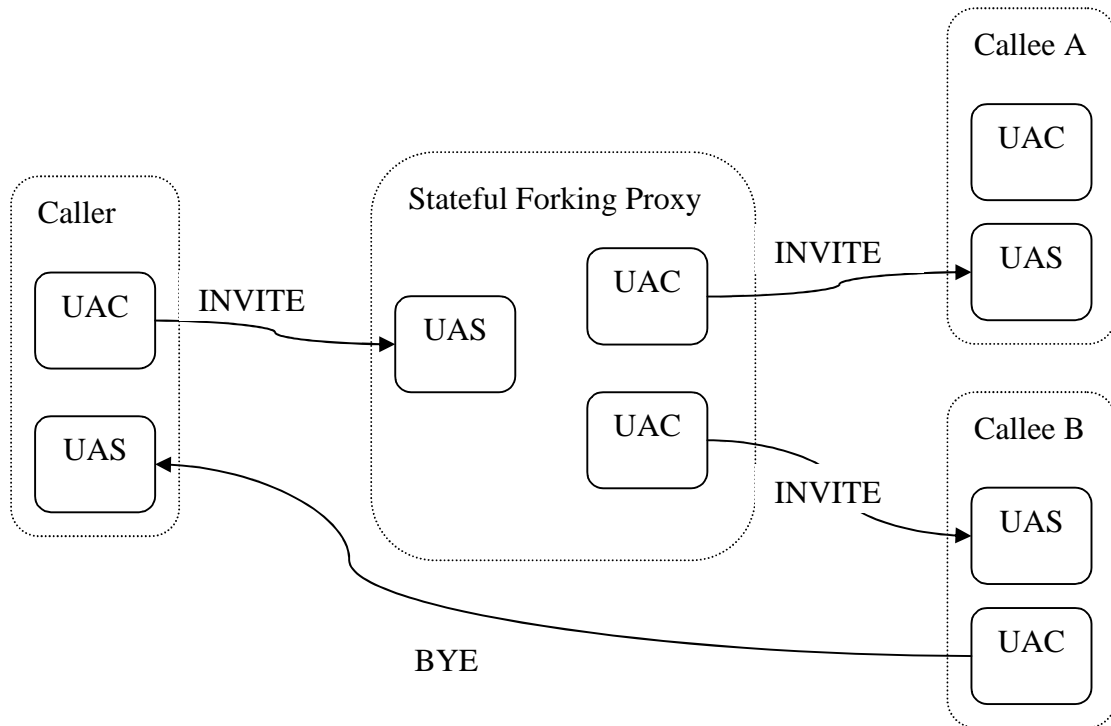 Callee A
UAC
Stateful Forking Proxy
Caller
INVITE
UAS
UAC
UAC
INVITE
UAS
UAC
Callee B
UAS
INVITE
UAS
UAC
BYE